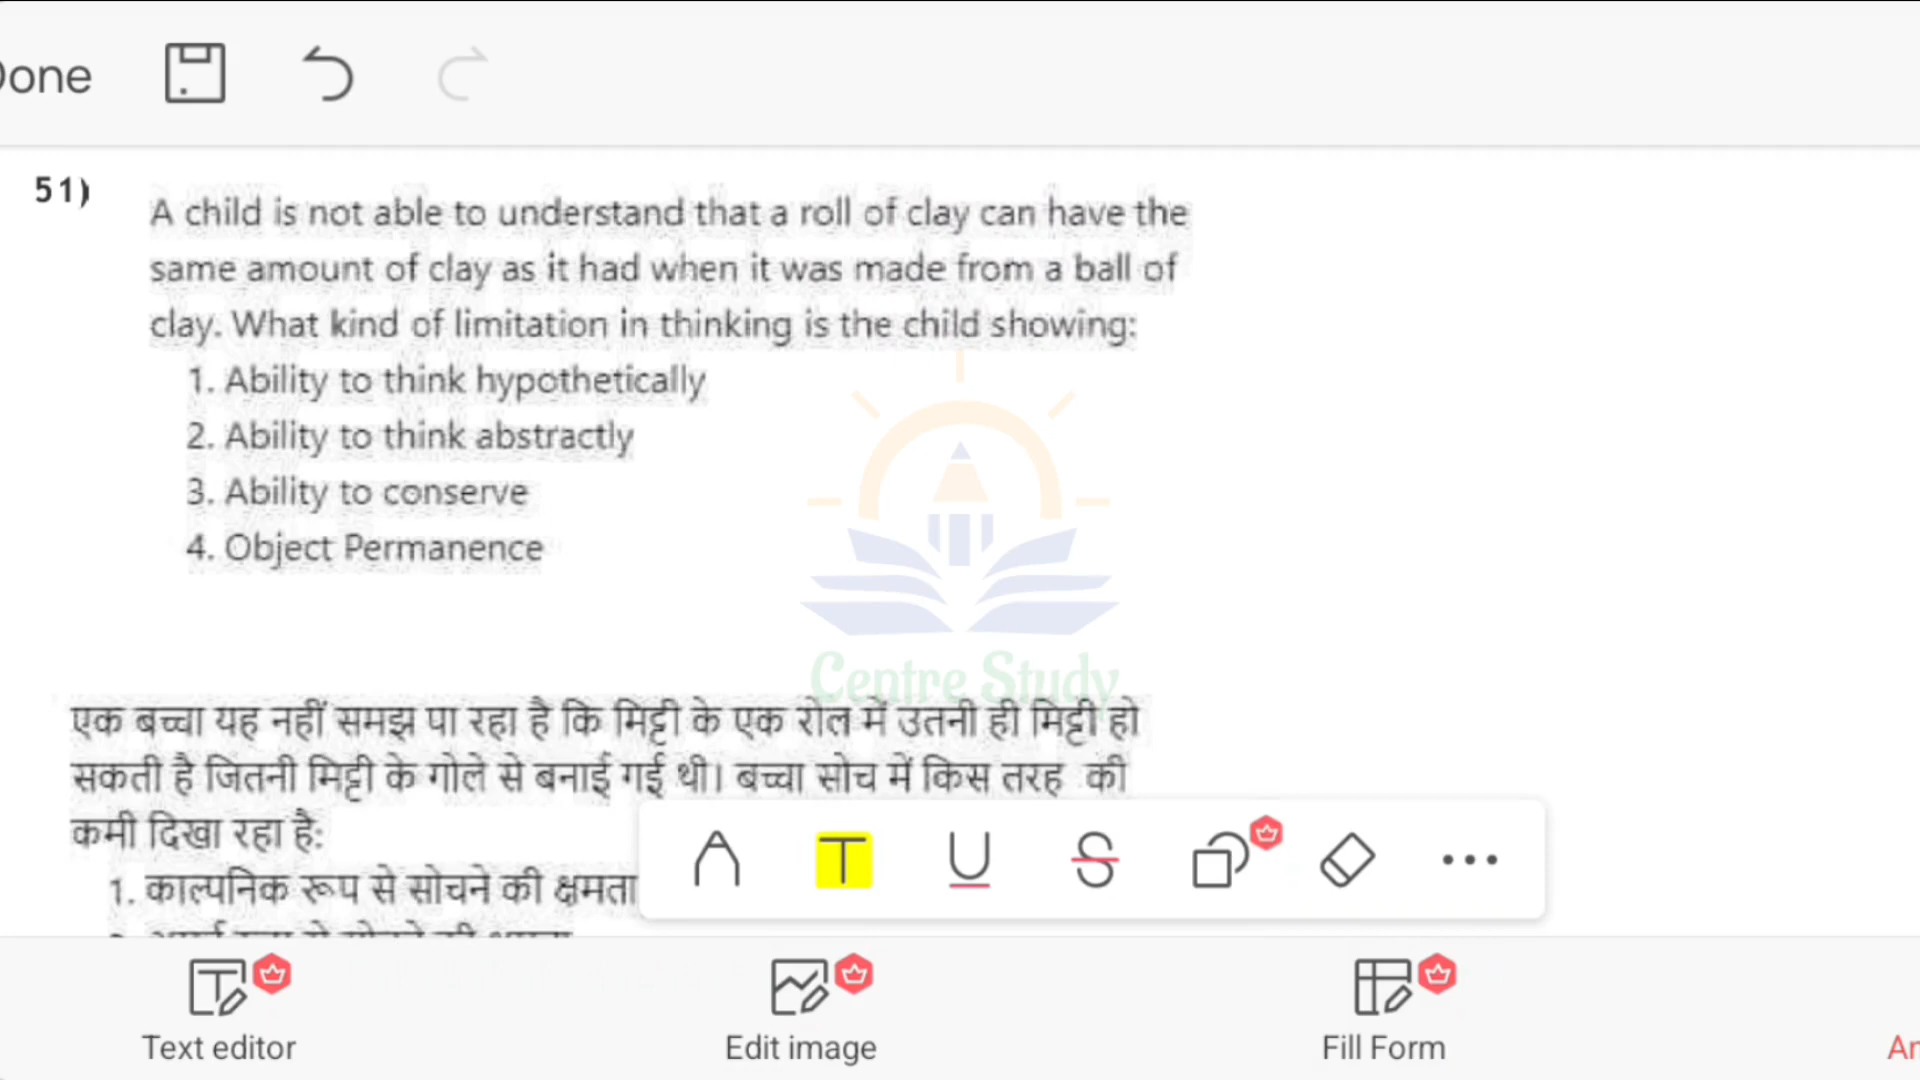 Done
51)
A child is not able to understand that a roll of clay can have the
same amount of clay as it had when it was made from a ball of
clay. What kind of limitation in thinking is the child showing:
1. Ability to think hypothetically
2. Ability to think abstractly
3. Ability to conserve
4. Object Permanence
Centre Study
एक बच्चा यह नहीं समझ पा रहा है कि मिट्टी के एक रोल में उतनी ही मिट्टी हो
सकती है जितनी मिट्टी के गोले से बनाई गई थी। बच्चा सोच में किस तरह की
कमी दिखा रहा है:
1. काल्पनिक रूप से सोचने की क्षमता
Text editor
Edit image
Fill Form